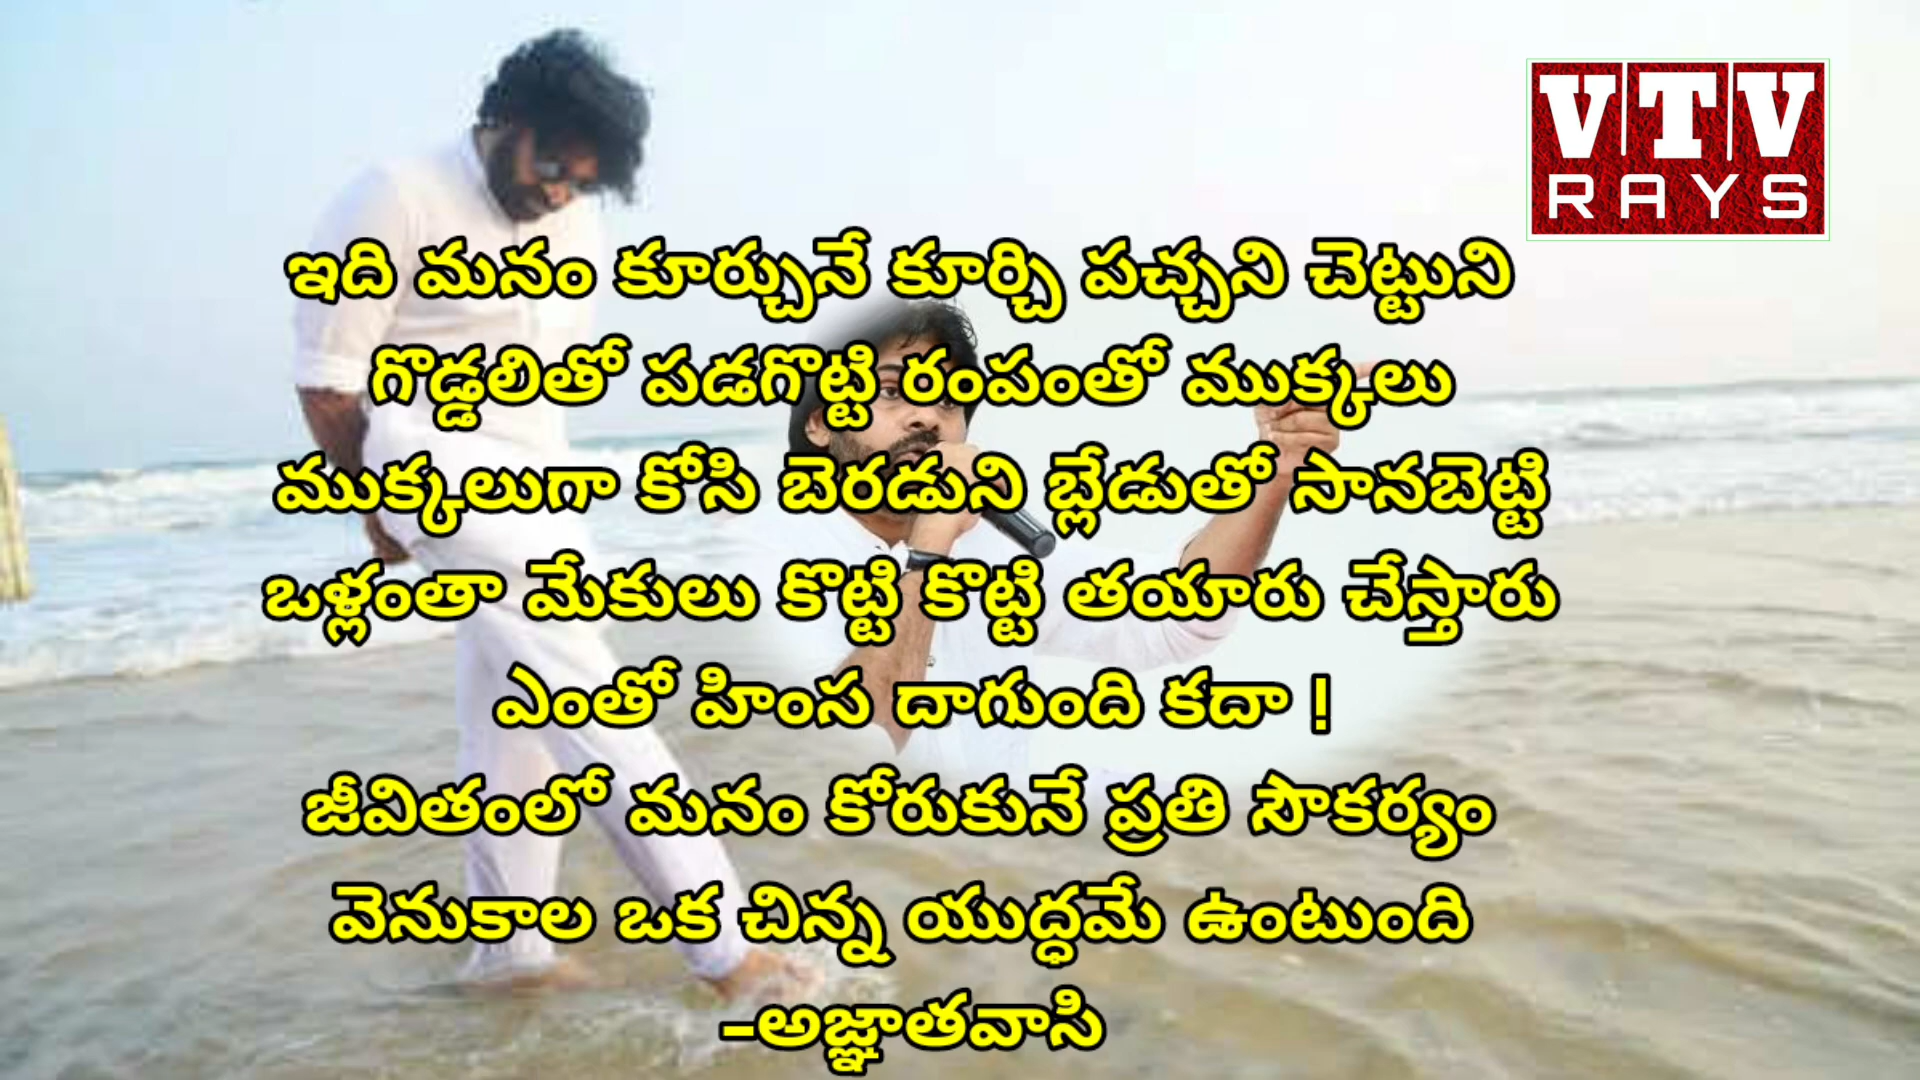 VTV
RAYS
ఇది మనం కూర్చునే కూర్చి పచ్చని చెట్టుని
గొడ్డలితో పడగొట్టి రంపంతో ముక్కలు
ముక్కలుగా కోసి బెరడుని బ్లేడుతో సానబెట్టి
ఒళ్లంతా మేకులు కొట్టి కొట్టి తయారు చేస్తారు
ఎంతో హింస దాగుంది కదా !
జీవితంలో మనం కోరుకునే ప్రతి సౌకర్యం
వెనుకాల ఒక చిన్న యుద్ధమే ఉంటుంది
-అజ్ఞాతవాసి